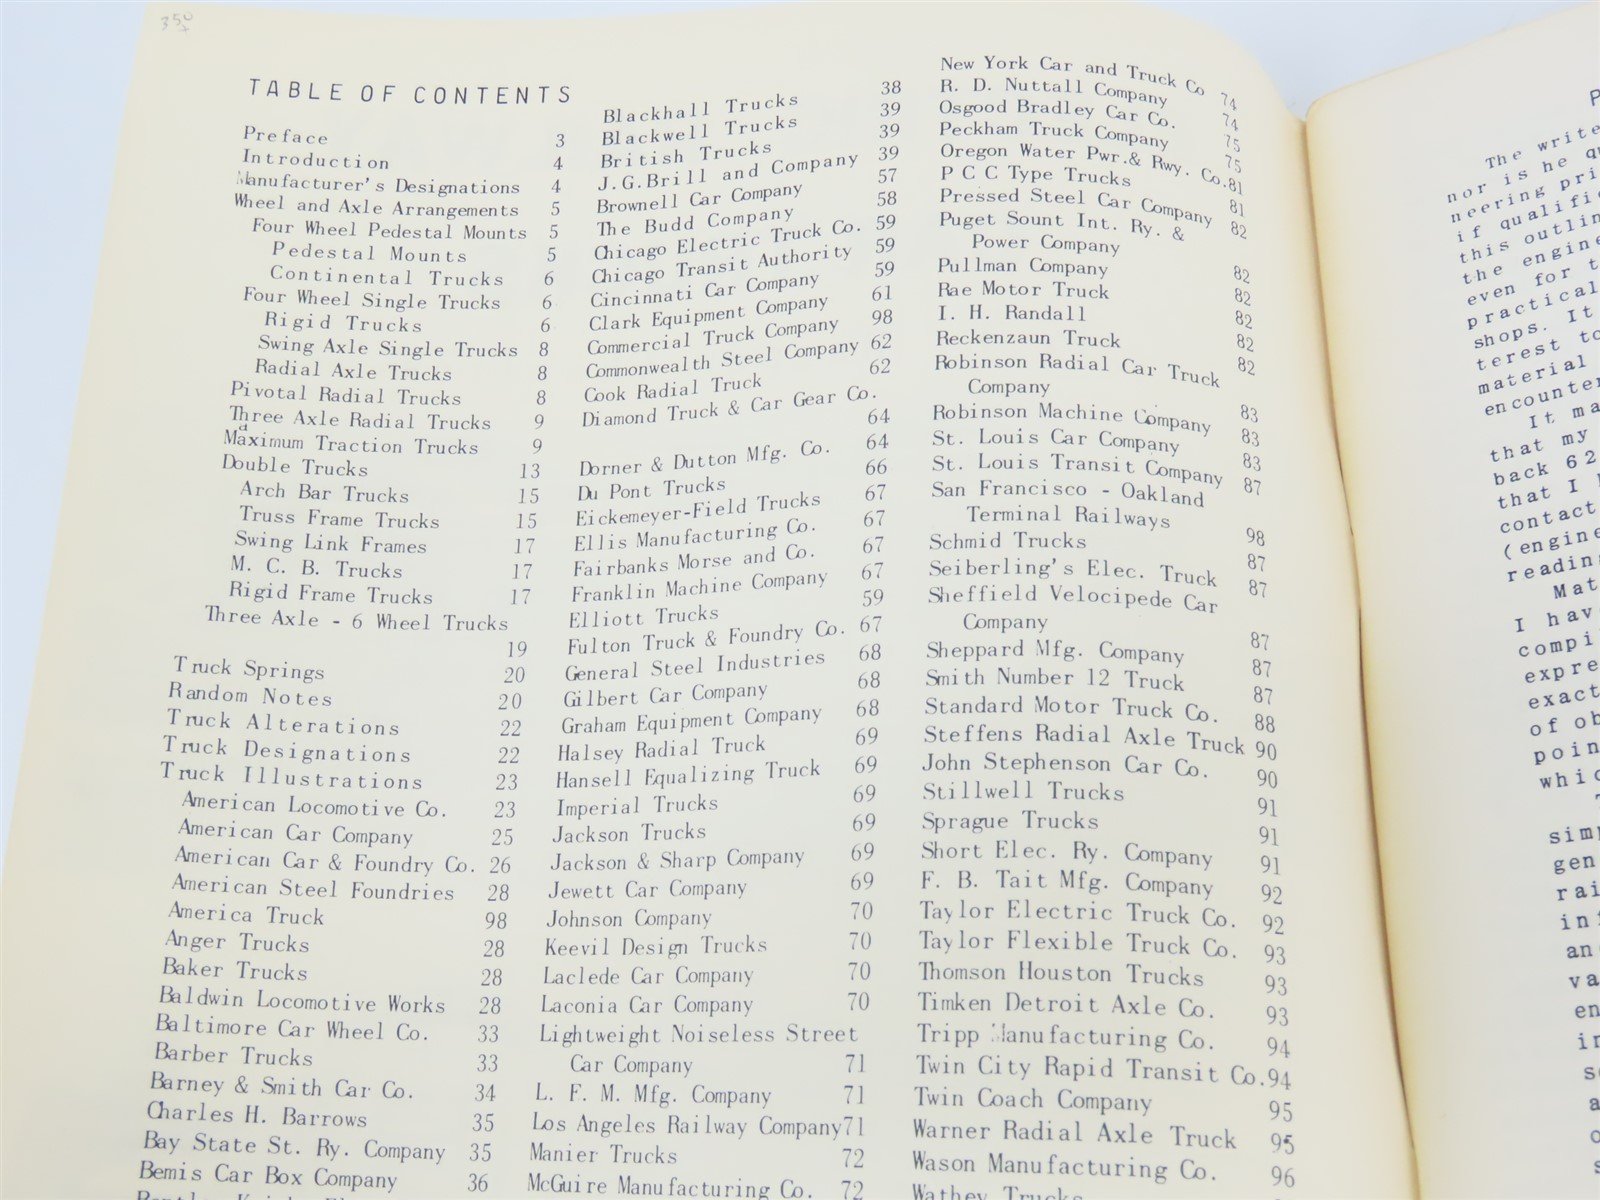 350
TABLE OF CONTENTS
Preface 3
Introduction 4
Manufacturer's Designations 4
Wheel and Axle Arrangements 5
Four Wheel Pedestal Mounts 5
Pedestal Mounts 5
Continental Trucks 6
Four Wheel Single Trucks 6
Rigid Trucks 6
Swing Axle Single Trucks 8
Radial Axle Trucks 8
Pivotal Radial Trucks 8
Three Axle Radial Trucks 9
Maximum Traction Trucks 9
Double Trucks 13
Arch Bar Trucks 15
Truss Frame Trucks 15
Swing Link Frames 17
M. C. B. Trucks 17
Rigid Frame Trucks 17
Three Axle - 6 Wheel Trucks
19
Truck Springs 20
Random Notes 20
Truck Alterations 22
Truck Designations 22
Truck Illustrations 23
American Locomotive Co. 23
American Car Company 25
American Car & Foundry Co. 26
American Steel Foundries 28
America Truck 98
Anger Trucks 28
Baker Trucks 28
Baldwin Locomotive Works 28
Baltimore Car Wheel Co. 33
Barber Trucks 33
Barney & Smith Car Co. 34
Charles H. Barrows 35
Bay State St. Ry. Company 35
Bemis Car Box Company 36
Blackhall Trucks 38
Blackwell Trucks 39
British Trucks 39
J.G.Brill and Company 39
Brownell Car Company 57
The Budd Company 58
Chicago Electric Truck Co. 59
Chicago Transit Authority 59
Cincinnati Car Company 59
Clark Equipment Company 61
Commercial Truck Company 98
Commonwealth Steel Company 62
Cook Radial Truck 62
Diamond Truck & Car Gear Co.
64
Dorner & Dutton Mfg. Co. 64
Du Pont Trucks 66
Eickemeyer-Field Trucks 67
Ellis Manufacturing Co. 67
Fairbanks Morse and Co. 67
Franklin Machine Company 67
Elliott Trucks 59
Fulton Truck & Foundry Co. 67
General Steel Industries 68
Gilbert Car Company 68
Graham Equipment Company 68
Halsey Radial Truck 69
Hansell Equalizing Truck 69
Imperial Trucks 69
Jackson Trucks 69
Jackson & Sharp Company 69
Jewett Car Company 69
Johnson Company 70
Keevil Design Trucks 70
Laclede Car Company 70
Laconia Car Company 70
Lightweight Noiseless Street
Car Company 71
L. F. M. Mfg. Company 71
Los Angeles Railway Company 71
Manier Trucks 72
McGuire Manufacturing Co. 72
New York Car and Truck Co 74
R. D. Nuttall Company 74
Osgood Bradley Car Co. 75
Peckham Truck Company 75
Oregon Water Pwr.& Rwy. Co.81
P C C Type Trucks 81
Pressed Steel Car Company 82
Puget Sount Int. Ry. &
Power Company 82
Pullman Company 82
Rae Motor Truck 82
I. H. Randall 82
Reckenzaun Truck 82
Robinson Radial Car Truck
Company 83
Robinson Machine Company 83
St. Louis Car Company 83
St. Louis Transit Company 87
San Francisco - Oakland
Terminal Railways 98
Schmid Trucks 87
Seiberling's Elec. Truck 87
Sheffield Velocipede Car
Company 87
Sheppard Mfg. Company 87
Smith Number 12 Truck 87
Standard Motor Truck Co. 88
Steffens Radial Axle Truck 90
John Stephenson Car Co. 90
Stillwell Trucks 91
Sprague Trucks 91
Short Elec. Ry. Company 91
F. B. Tait Mfg. Company 92
Taylor Electric Truck Co. 92
Taylor Flexible Truck Co. 93
Thomson Houston Trucks 93
Timken Detroit Axle Co. 93
Tripp Manufacturing Co. 94
Twin City Rapid Transit Co.94
Twin Coach Company 95
Warner Radial Axle Truck 95
Wason Manufacturing Co. 96
Wathey Trucks
P
The write
nor is he qu
neering pri
if qualifi
this outlin
the engine
even for t
practical
shops. It
terest to
material
encounter
It ma
that my
back 62
that I
contact
(engine
readin
Mat
I hav
compi
expre
exact
of ob
poin
whic
simp
gen
rai
inf
an
va
en
in